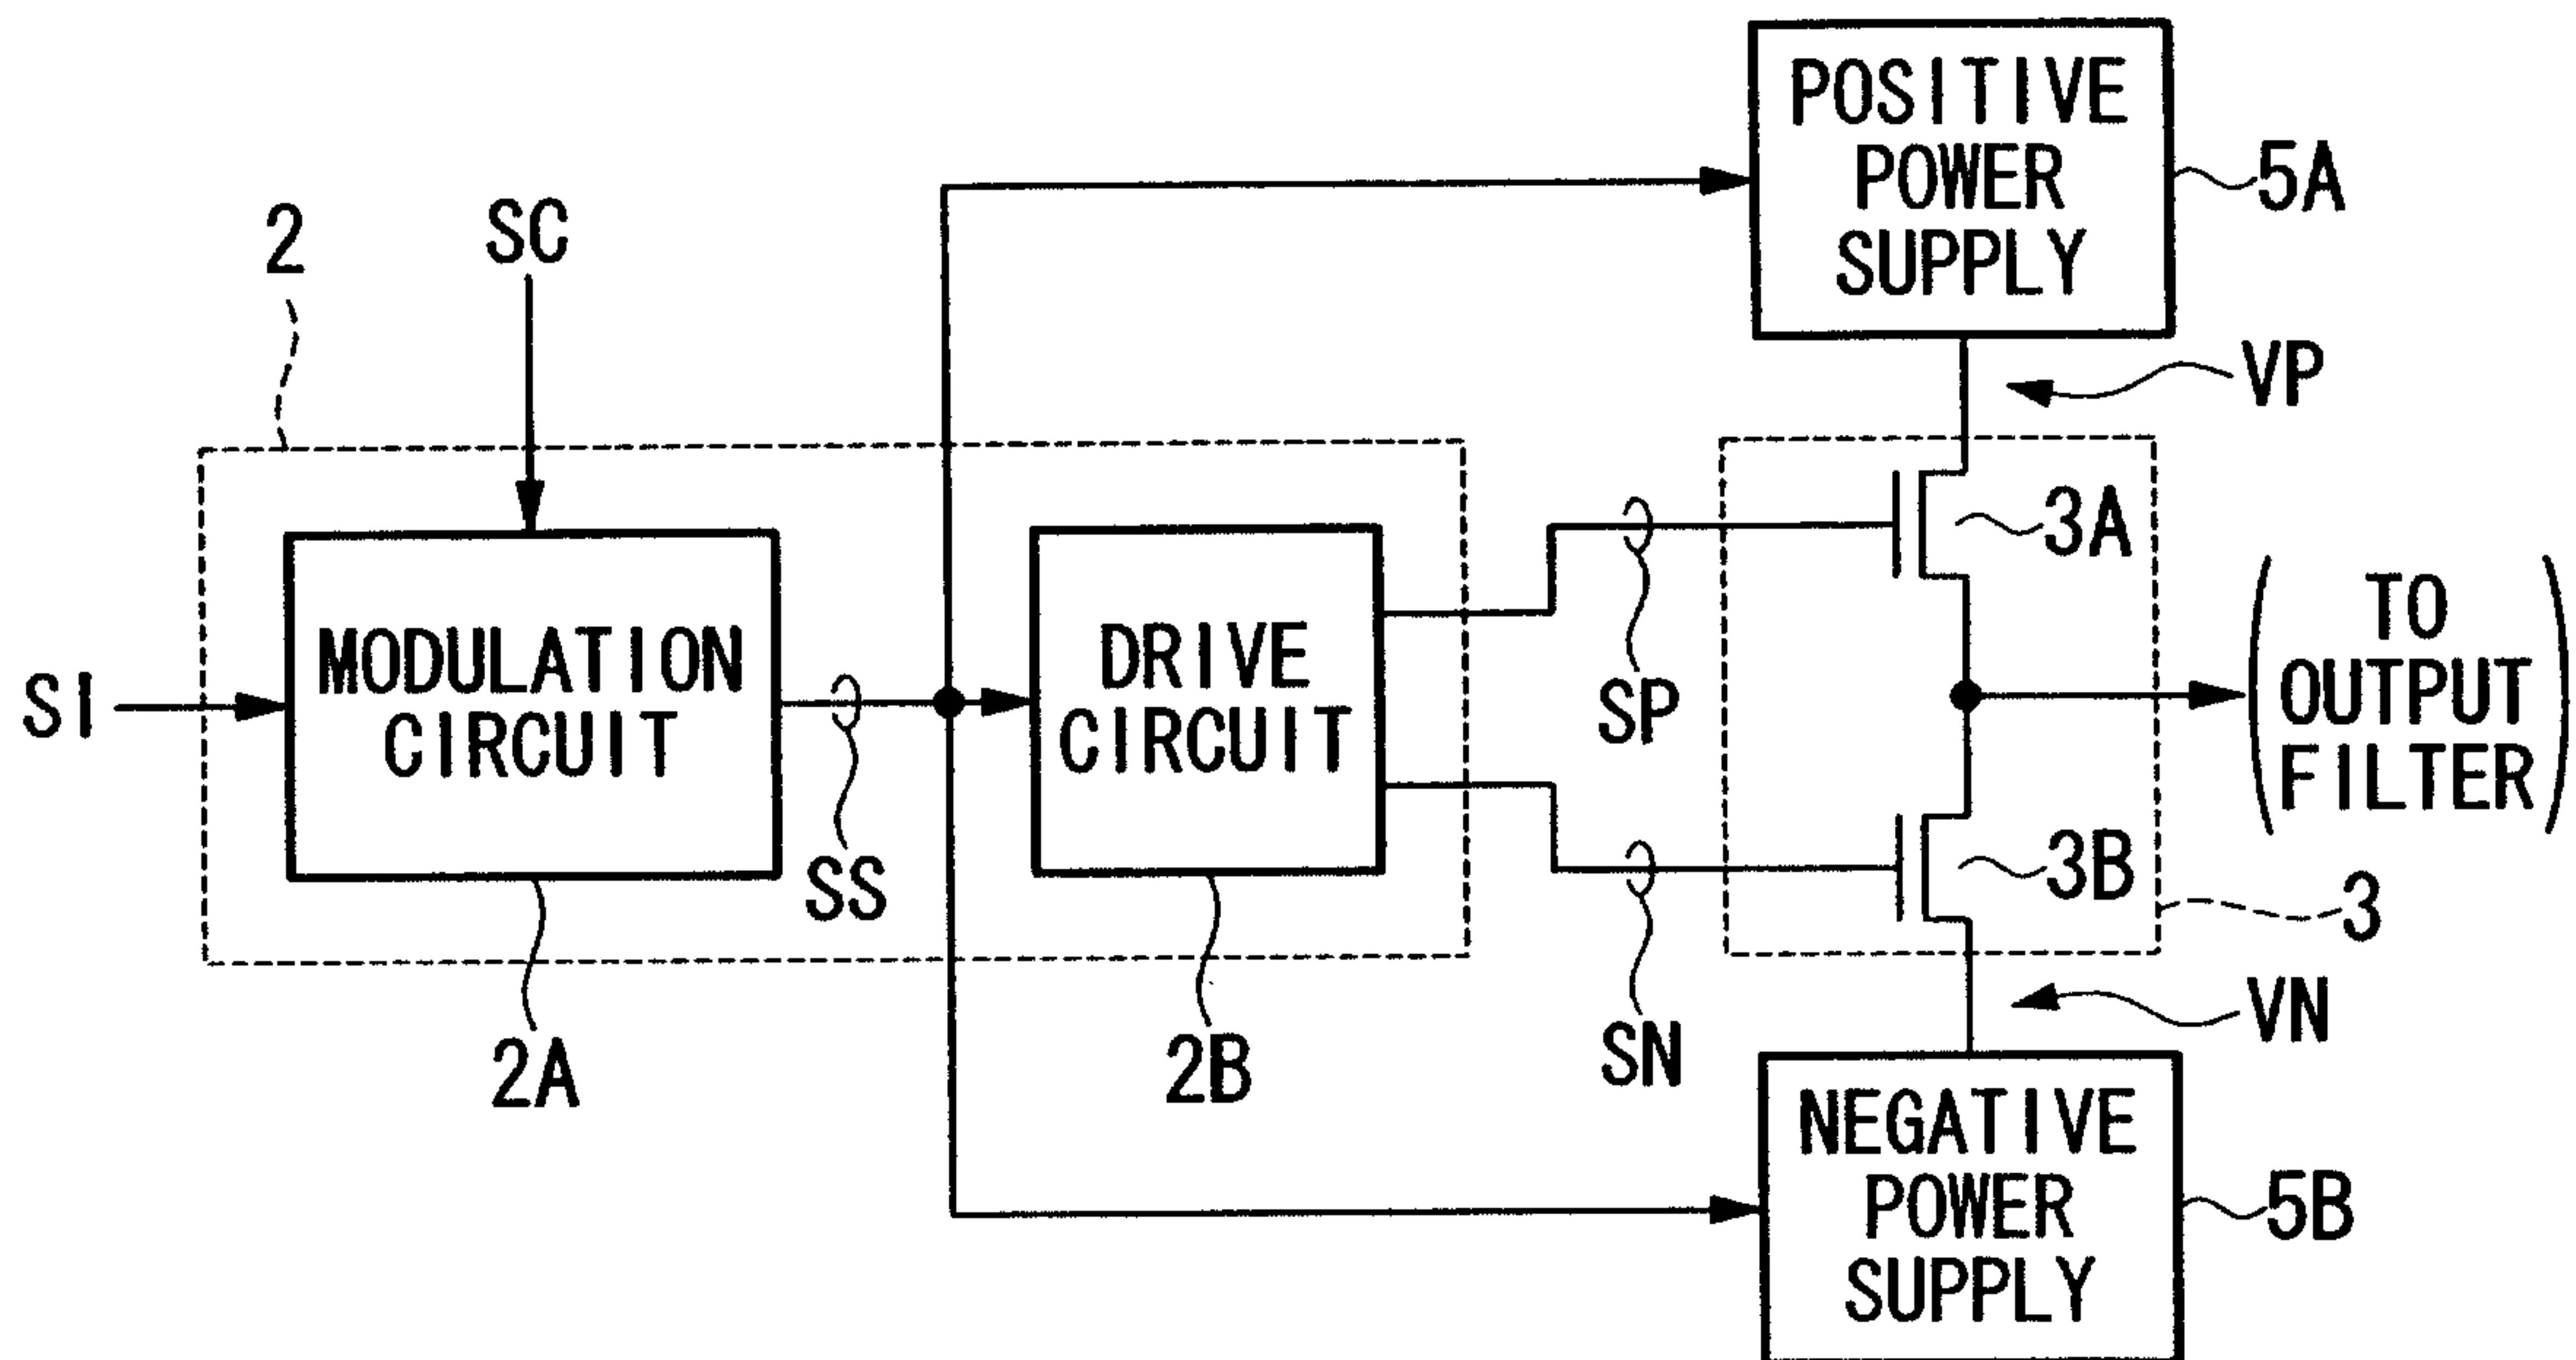 POSITIVE
POWER
SUPPLY
5A
2
SC
VP
3A
SI
MODULATION
CIRCUIT
SS
DRIVE
CIRCUIT
SP
(TO
OUTPUT
FILTER)
3B
3
2A
2B
SN
VN
NEGATIVE
POWER
SUPPLY
5B